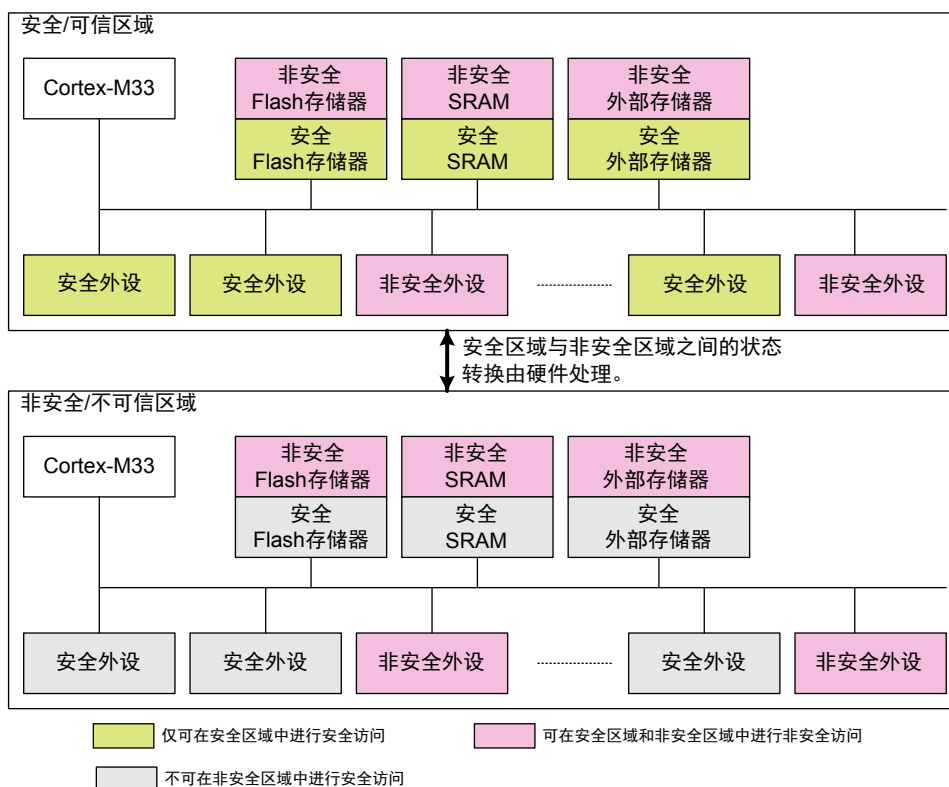 安全/可信区域
Cortex-M33
非安全
Flash存储器
安全
Flash存储器
非安全
SRAM
安全
SRAM
非安全
外部存储器
安全
外部存储器
安全外设
安全外设
非安全外设
安全外设
非安全外设
安全区域与非安全区域之间的状态
转换由硬件处理。
非安全/不可信区域
Cortex-M33
非安全
Flash存储器
安全
Flash存储器
非安全
SRAM
安全
SRAM
非安全
外部存储器
安全
外部存储器
安全外设
安全外设
非安全外设
安全外设
非安全外设
仅可在安全区域中进行安全访问
可在安全区域和非安全区域中进行非安全访问
不可在非安全区域中进行安全访问